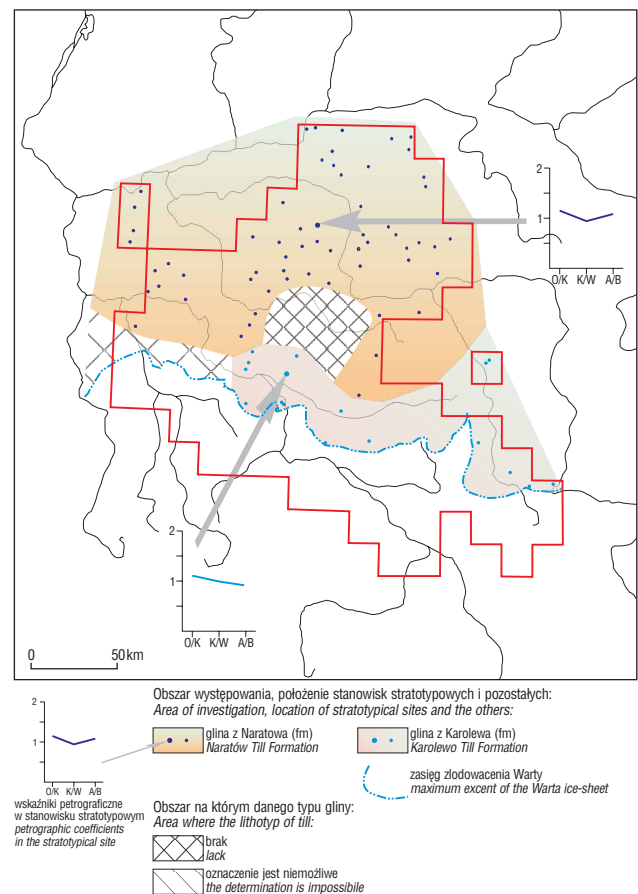 2
1
O/K K/W A/B
2
1
O/K K/W A/B
0 50 km
2
1
O/K K/W A/B
wskaźniki petrograficzne
w stanowisku stratotypowym
petrographic coefficients
in the stratotypical site
Obszar występowania, położenie stanowisk stratotypowych i pozostałych:
Area of investigation, location of stratotypical sites and the others:
glina z Naratowa (fm)
Naratów Till Formation
glina z Karolewa (fm)
Karolewo Till Formation
zasięg zlodowacenia Warty
maximum excent of the Warta ice-sheet
Obszar na którym danego typu gliny:
Area where the lithotyp of till:
brak
lack
oznaczenie jest niemożliwe
the determination is impossibile